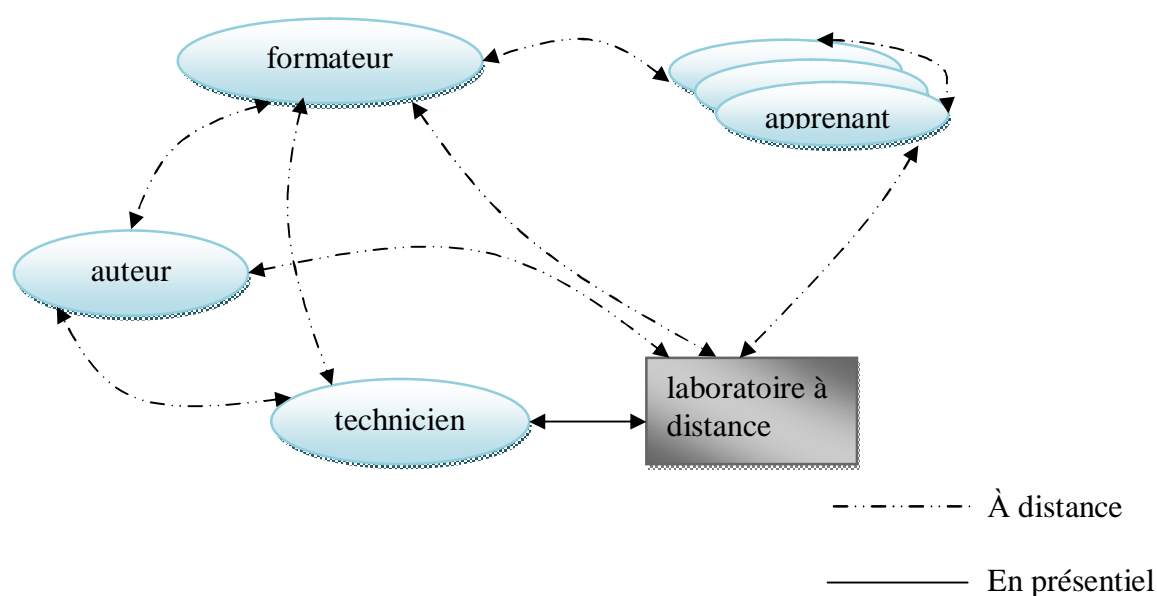 formateur
apprenant
auteur
laboratoire à
distance
technicien
À distance
En présentiel